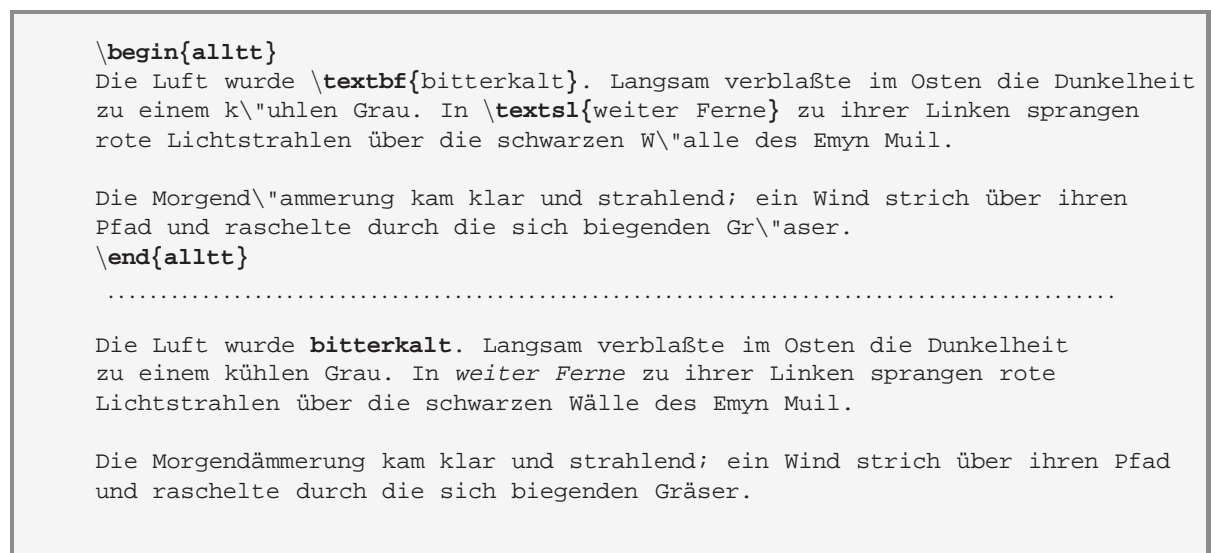 \begin{alltt}
Die Luft wurde \textbf{bitterkalt}. Langsam verblaßte im Osten die Dunkelheit
zu einem k\"uhlen Grau. In \textsl{weiter Ferne} zu ihrer Linken sprangen
rote Lichtstrahlen über die schwarzen W\"alle des Emyn Muil.

Die Morgend\"ammerung kam klar und strahlend; ein Wind strich über ihren
Pfad und raschelte durch die sich biegenden Gr\"aser.
\end{alltt}

Die Luft wurde bitterkalt. Langsam verblaßte im Osten die Dunkelheit
zu einem kühlen Grau. In weiter Ferne zu ihrer Linken sprangen rote
Lichtstrahlen über die schwarzen Wälle des Emyn Muil.

Die Morgendämmerung kam klar und strahlend; ein Wind strich über ihren Pfad
und raschelte durch die sich biegenden Gräser.